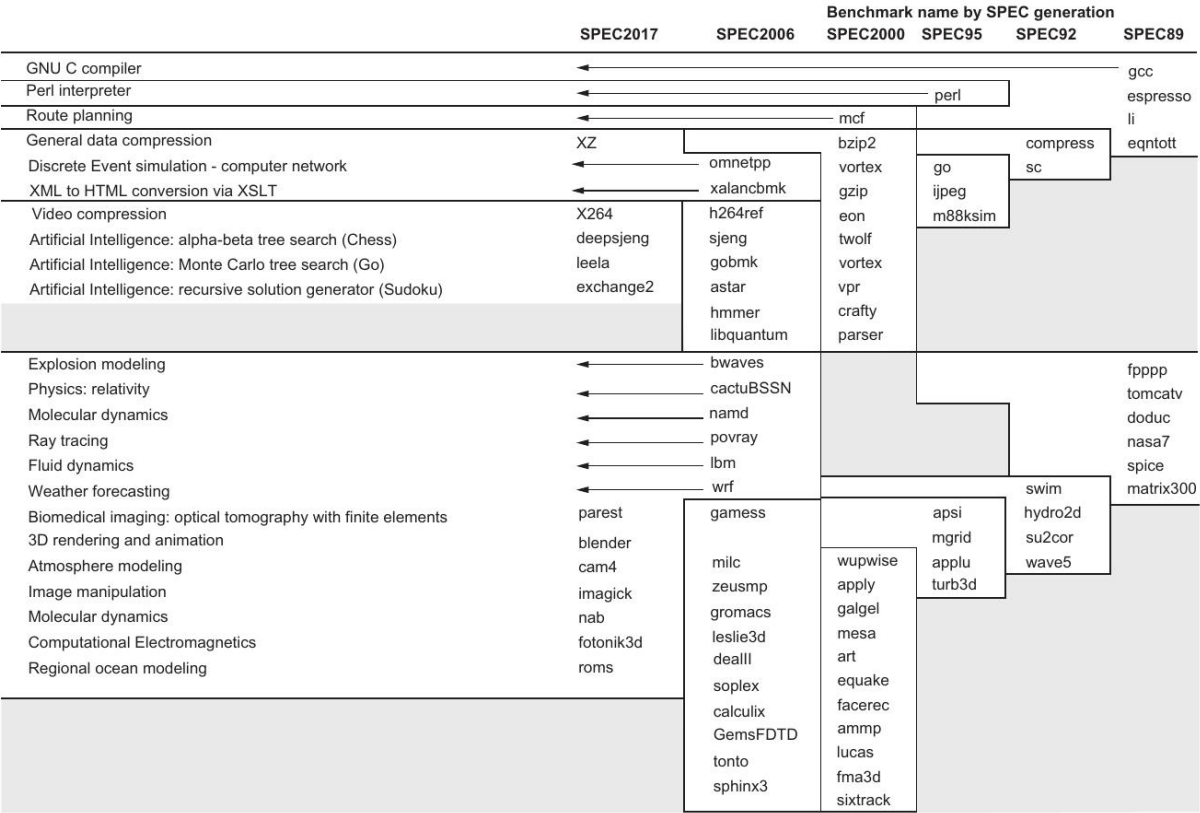 Benchmark name by SPEC generation
SPEC2017 SPEC2006 SPEC2000 SPEC95 SPEC92 SPEC89
GNU C compiler gcc
Perl interpreter perl espresso
Route planning mcf li
General data compression XZ bzip2 compress eqntott
Discrete Event simulation - computer network omnetpp vortex go sc
XML to HTML conversion via XSLT xalancbmk gzip ijpeg
Video compression X264 h264ref eon m88ksim
Artificial Intelligence: alpha-beta tree search (Chess) deepsjeng sjeng twolf
Artificial Intelligence: Monte Carlo tree search (Go) leela gobmk vortex
Artificial Intelligence: recursive solution generator (Sudoku) exchange2 astar vpr
hmmer crafty
libquantum parser
Explosion modeling bwaves fpppp
Physics: relativity cactuBSSN tomcatv
Molecular dynamics namd doduc
Ray tracing povray nasa7
Fluid dynamics lbm spice
Weather forecasting wrf swim matrix300
Biomedical imaging: optical tomography with finite elements parest gamess apsi hydro2d
3D rendering and animation blender mgrid su2cor
Atmosphere modeling cam4 milc wupwise applu wave5
Image manipulation imagick zeusmp apply turb3d
Molecular dynamics nab gromacs galgel
Computational Electromagnetics fotonik3d leslie3d mesa
Regional ocean modeling roms dealII art
soplex equake
calculix facerec
GemsFDTD ammp
tonto lucas
sphinx3 fma3d
sixtrack